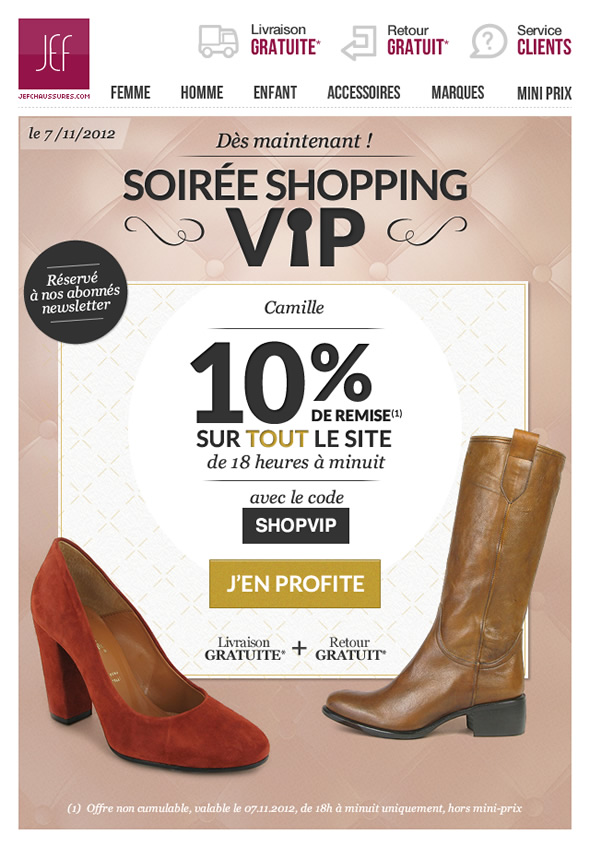 JEF
JEFCHAUSSURES.COM
Livraison
GRATUITE*
Retour
GRATUIT*
Service
CLIENTS
FEMME HOMME ENFANT ACCESSOIRES MARQUES MINI PRIX
le 7 /11/2012
Dès maintenant !
SOIRÉE SHOPPING
VIP
Réservé
à nos abonnés
newsletter
Camille
10%
DE REMISE(1)
SUR TOUT LE SITE
de 18 heures à minuit
avec le code
SHOPVIP
J'EN PROFITE
Livraison
GRATUITE*
+
Retour
GRATUIT*
(1) Offre non cumulable, valable le 07.11.2012, de 18h à minuit uniquement, hors mini-prix